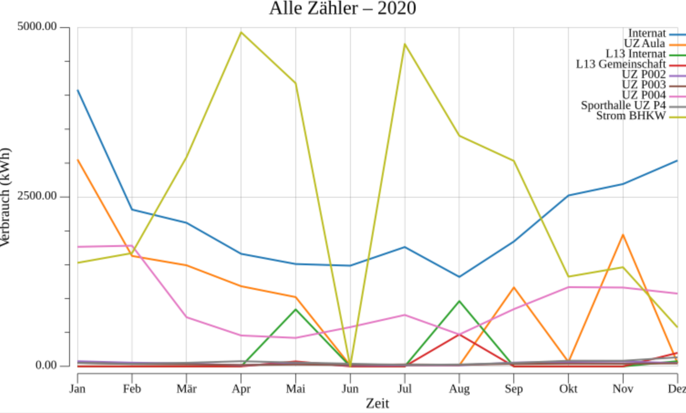 Alle Zähler – 2020
5000.00
2500.00
0.00
Verbrauch (kWh)
Internat
UZ Aula
L13 Internat
L13 Gemeinschaft
UZ P002
UZ P003
UZ P004
Sporthalle UZ P4
Strom BHKW
Jan Feb Mär Apr Mai Jun Jul Aug Sep Okt Nov Dez
Zeit